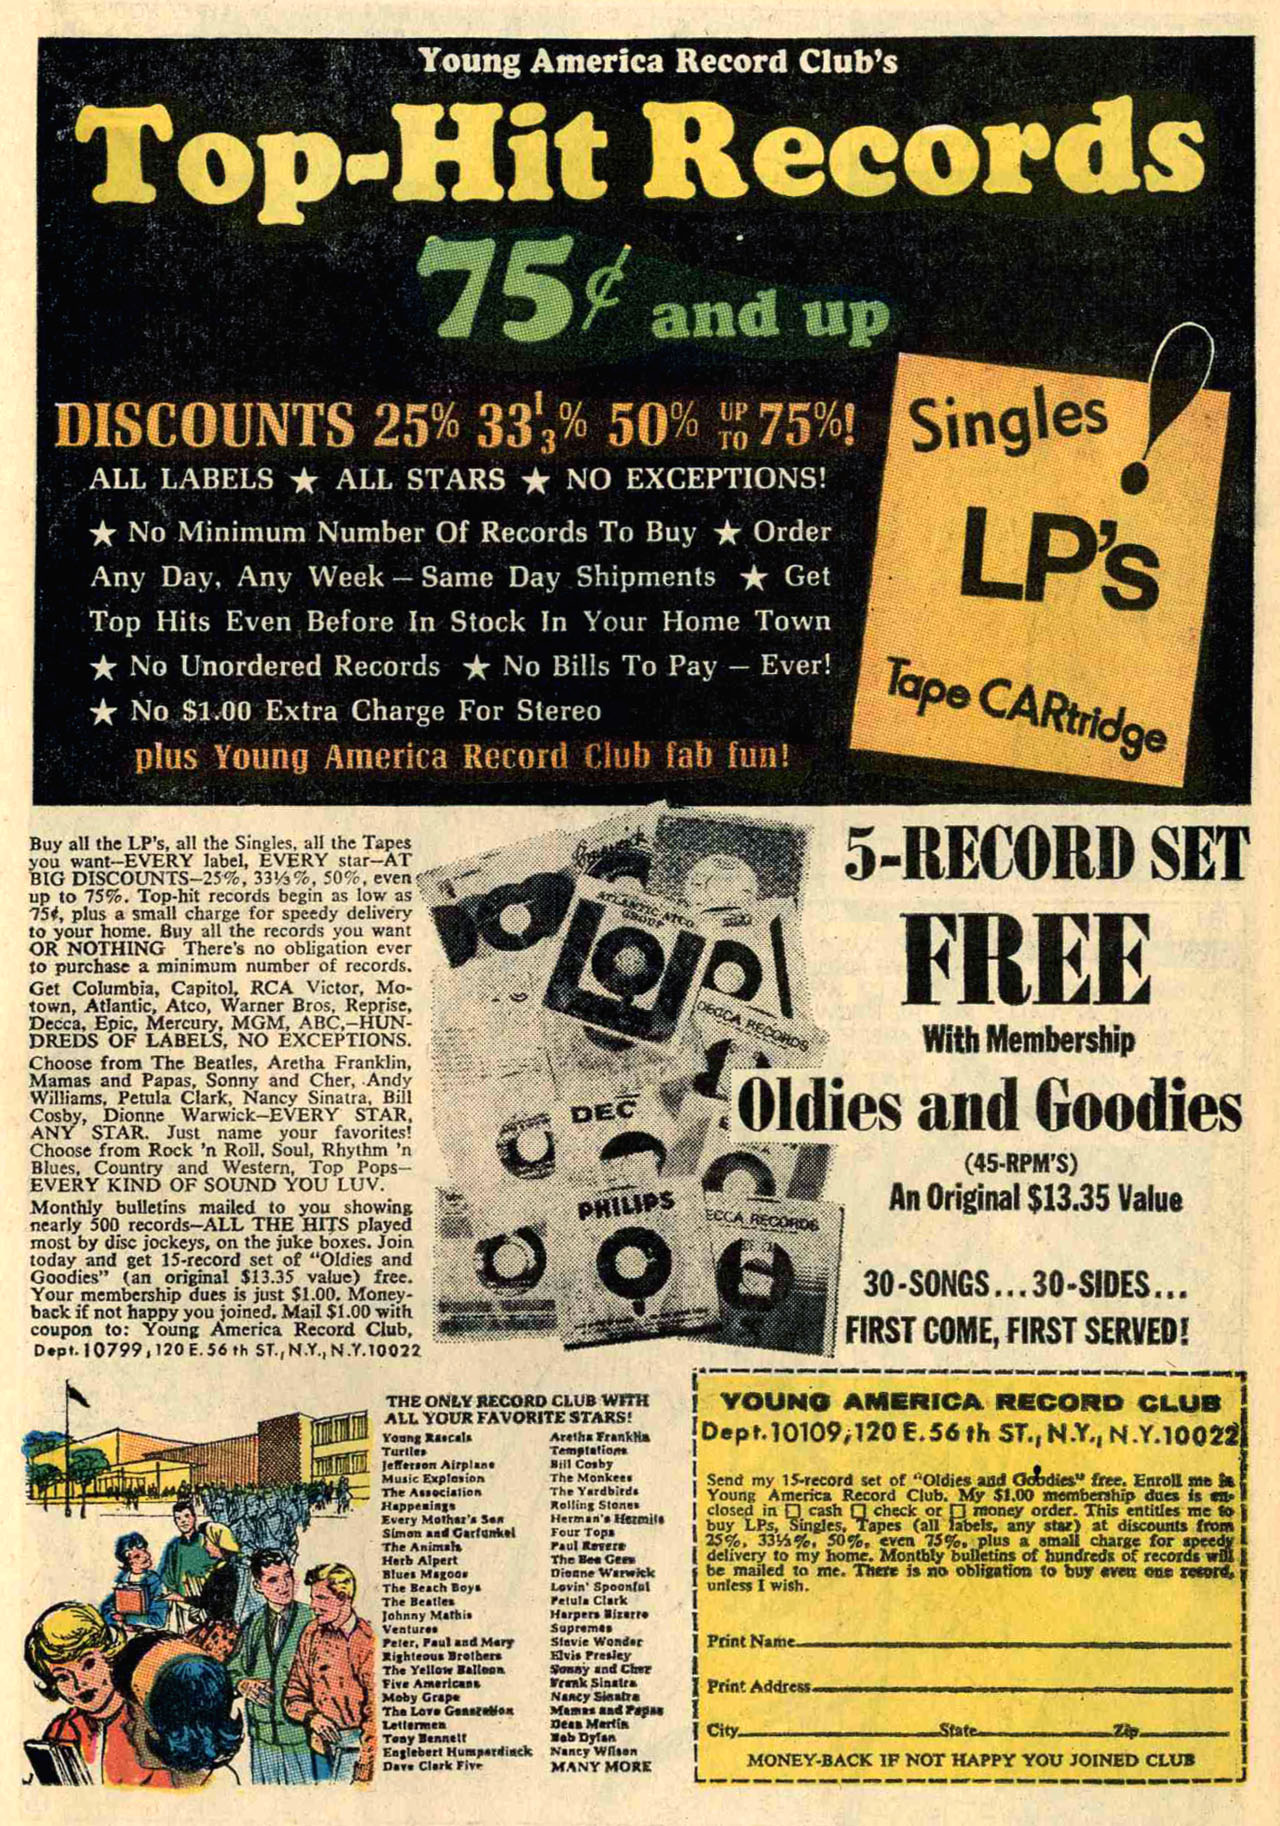 Young America Record Club's
Top-Hit Records
75¢ and up
DISCOUNTS 25% 33⅓% 50% UP TO 75%!
ALL LABELS ★ ALL STARS ★ NO EXCEPTIONS!
★ No Minimum Number Of Records To Buy ★ Order
Any Day, Any Week – Same Day Shipments ★ Get
Top Hits Even Before In Stock In Your Home Town
★ No Unordered Records ★ No Bills To Pay – Ever!
★ No $1.00 Extra Charge For Stereo
plus Young America Record Club fab fun!
Singles !
LP's
Tape CARtridge
Buy all the LP's, all the Singles, all the Tapes
you want—EVERY label, EVERY star—AT
BIG DISCOUNTS—25%, 33⅓%, 50%, even
up to 75%. Top-hit records begin as low as
75¢, plus a small charge for speedy delivery
to your home. Buy all the records you want
OR NOTHING There's no obligation ever
to purchase a minimum number of records.
Get Columbia, Capitol, RCA Victor, Mo-
town, Atlantic, Atco, Warner Bros, Reprise,
Decca, Epic, Mercury, MGM, ABC,—HUN-
DREDS OF LABELS, NO EXCEPTIONS.
Choose from The Beatles, Aretha Franklin,
Mamas and Papas, Sonny and Cher, Andy
Williams, Petula Clark, Nancy Sinatra, Bill
Cosby, Dionne Warwick—EVERY STAR,
ANY STAR. Just name your favorites!
Choose from Rock 'n Roll, Soul, Rhythm 'n
Blues, Country and Western, Top Pops—
EVERY KIND OF SOUND YOU LUV.
Monthly bulletins mailed to you showing
nearly 500 records—ALL THE HITS played
most by disc jockeys, on the juke boxes. Join
today and get 15-record set of "Oldies and
Goodies" (an original $13.35 value) free.
Your membership dues is just $1.00. Money-
back if not happy you joined. Mail $1.00 with
coupon to: Young America Record Club,
Dept. 10799, 120 E. 56 th ST., N.Y., N.Y. 10022
ATLANTIC ATCO
GROUP
DECCA RECORDS
DEC
PHILIPS
ECCA RECORDS
5-RECORD SET
FREE
With Membership
Oldies and Goodies
(45-RPM'S)
An Original $13.35 Value
30-SONGS...30-SIDES...
FIRST COME, FIRST SERVED!
THE ONLY RECORD CLUB WITH
ALL YOUR FAVORITE STARS!
Young Rascals
Turtles
Jefferson Airplane
Music Explosion
The Association
Happenings
Every Mother's Son
Simon and Garfunkel
The Animals
Herb Alpert
Blues Magoos
The Beach Boys
The Beatles
Johnny Mathis
Ventures
Peter, Paul and Mary
Righteous Brothers
The Yellow Balloon
Five Americans
Moby Grape
The Love Generation
Lettermen
Tony Bennett
Englebert Humperdinck
Dave Clark Five
Aretha Franklin
Temptations
Bill Cosby
The Monkees
The Yardbirds
Rolling Stones
Herman's Hermits
Four Tops
Paul Revere
The Bee Gees
Dionne Warwick
Lovin' Spoonful
Petula Clark
Harpers Bizarre
Supremes
Stevie Wonder
Elvis Presley
Sonny and Cher
Frank Sinatra
Nancy Sinatra
Mamas and Papas
Dean Martin
Bob Dylan
Nancy Wilson
MANY MORE
YOUNG AMERICA RECORD CLUB
Dept. 10109, 120 E. 56 th ST., N.Y., N.Y. 10022
Send my 15-record set of "Oldies and Goodies" free. Enroll me in
Young America Record Club. My $1.00 membership dues is en-
closed in ☐ cash ☐ check or ☐ money order. This entitles me to
buy LPs, Singles, Tapes (all labels, any star) at discounts from
25%, 33⅓%, 50%, even 75%, plus a small charge for speedy
delivery to my home. Monthly bulletins of hundreds of records will
be mailed to me. There is no obligation to buy even one record,
unless I wish.
Print Name
Print Address
City State Zip
MONEY-BACK IF NOT HAPPY YOU JOINED CLUB